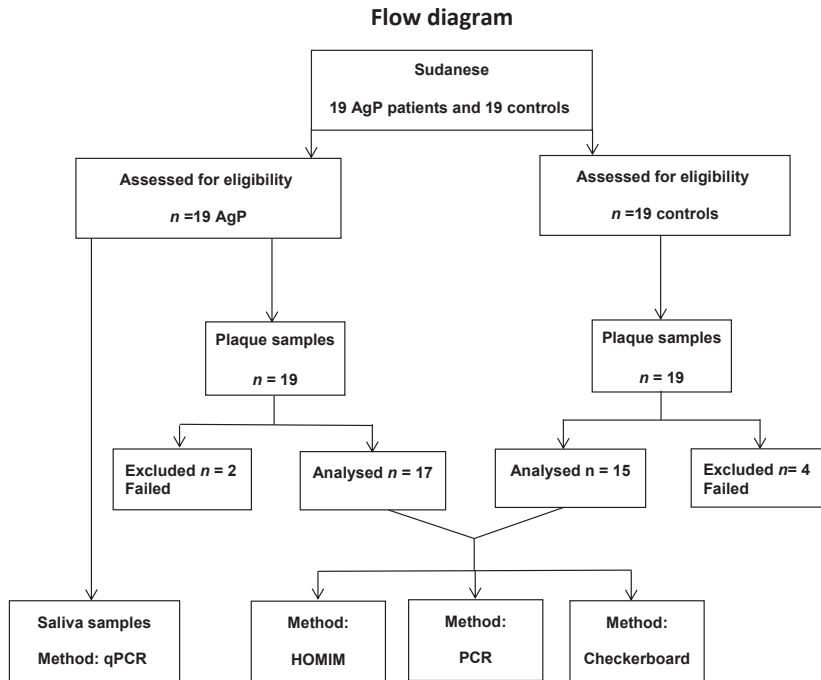 Flow diagram
Sudanese
19 AgP patients and 19 controls
Assessed for eligibility
n =19 AgP
Assessed for eligibility
n =19 controls
Plaque samples
n = 19
Plaque samples
n = 19
Excluded n = 2
Failed
Analysed n = 17
Analysed n = 15
Excluded n= 4
Failed
Saliva samples
Method: qPCR
Method:
HOMIM
Method:
PCR
Method:
Checkerboard